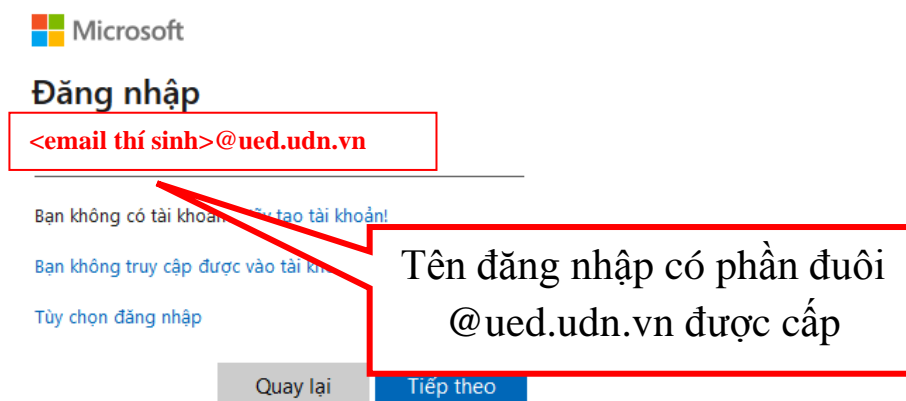 Microsoft
Đăng nhập
<email thí sinh>@ued.udn.vn
Bạn không có tài khoản tạo tài khoản!
Bạn không truy cập được vào tài
Tùy chọn đăng nhập
Tên đăng nhập có phần đuôi
@ued.udn.vn được cấp
Quay lại
Tiếp theo